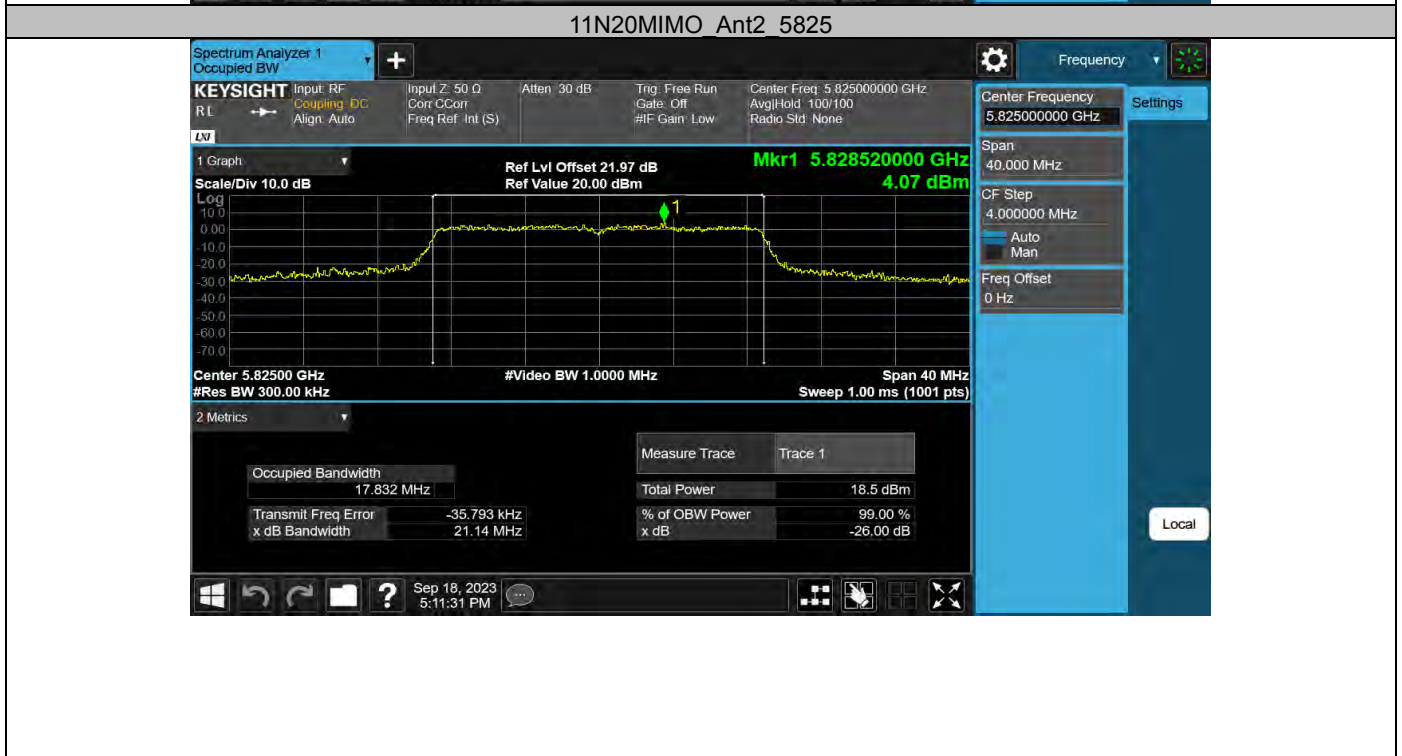 11N20MIMO_Ant2_5825
Spectrum Analyzer 1
Occupied BW
+
Frequency
KEYSIGHT
RL
LXI
Input: RF
Coupling: DC
Align: Auto
Input Z: 50 Ω
Corr CCorr
Freq Ref: Int (S)
Atten: 30 dB
Trig: Free Run
Gate: Off
#IF Gain: Low
Center Freq: 5.825000000 GHz
Avg|Hold: 100/100
Radio Std: None
Center Frequency
5.825000000 GHz
Settings
Span
40.000 MHz
CF Step
4.000000 MHz
Auto
Man
Freq Offset
0 Hz
1 Graph
Scale/Div 10.0 dB
Ref Lvl Offset 21.97 dB
Ref Value 20.00 dBm
Mkr1 5.828520000 GHz
4.07 dBm
Log
10.0
0.00
-10.0
-20.0
-30.0
-40.0
-50.0
-60.0
-70.0
1
Center 5.82500 GHz
#Res BW 300.00 kHz
#Video BW 1.0000 MHz
Span 40 MHz
Sweep 1.00 ms (1001 pts)
2 Metrics
Measure Trace Trace 1
Occupied Bandwidth
17.832 MHz
Total Power 18.5 dBm
Transmit Freq Error -35.793 kHz
% of OBW Power 99.00 %
x dB Bandwidth 21.14 MHz
x dB -26.00 dB
Local
?
Sep 18, 2023
5:11:31 PM